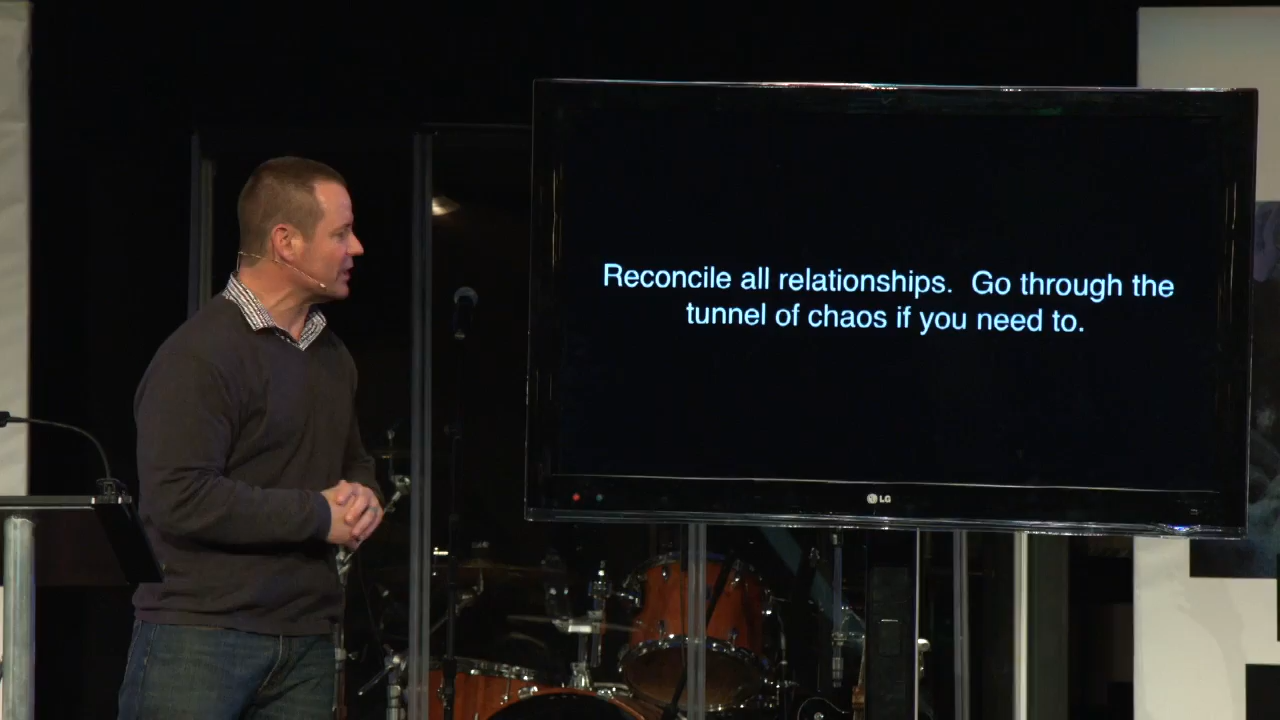 Reconcile all relationships.  Go through the
tunnel of chaos if you need to.
LG